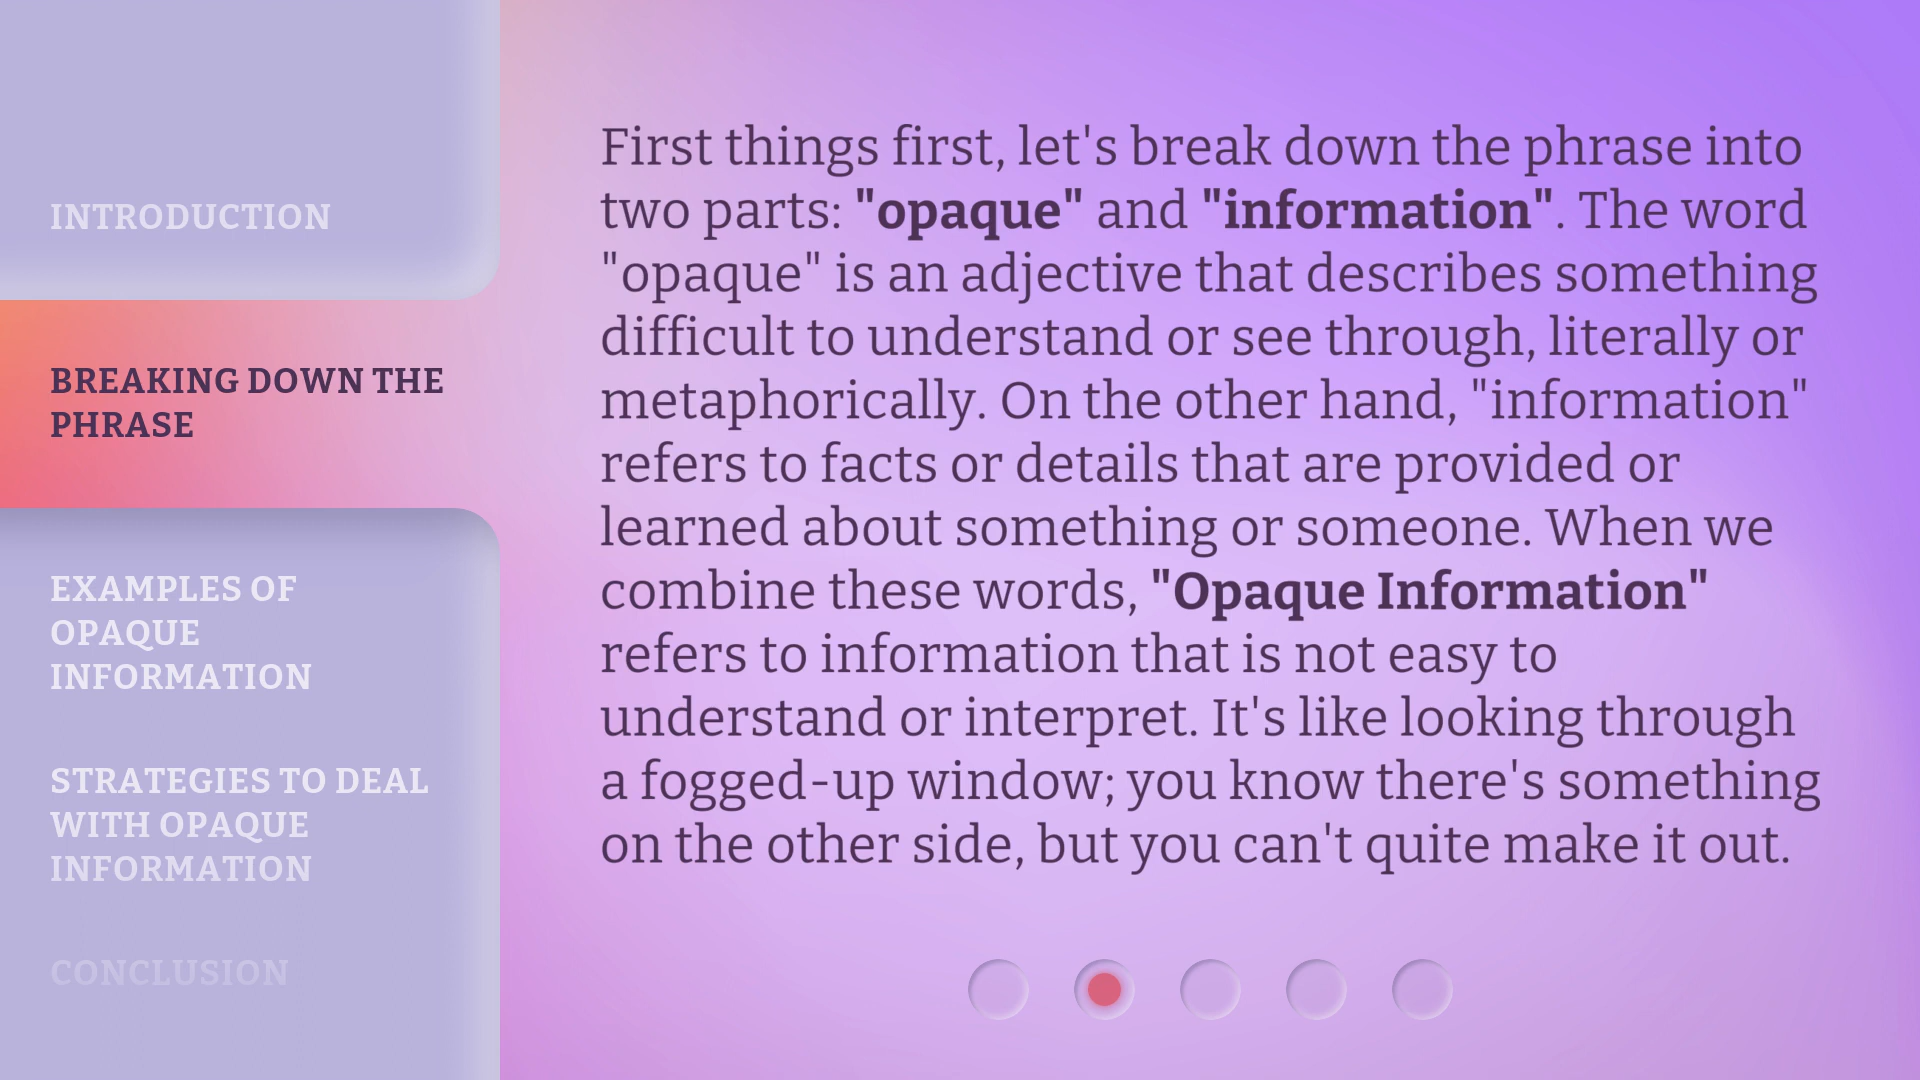 INTRODUCTION
BREAKING DOWN THE
PHRASE
EXAMPLES OF
OPAQUE
INFORMATION
STRATEGIES TO DEAL
WITH OPAQUE
INFORMATION
CONCLUSION
First things first, let's break down the phrase into
two parts: "opaque" and "information". The word
"opaque" is an adjective that describes something
difficult to understand or see through, literally or
metaphorically. On the other hand, "information"
refers to facts or details that are provided or
learned about something or someone. When we
combine these words, "Opaque Information"
refers to information that is not easy to
understand or interpret. It's like looking through
a fogged-up window; you know there's something
on the other side, but you can't quite make it out.